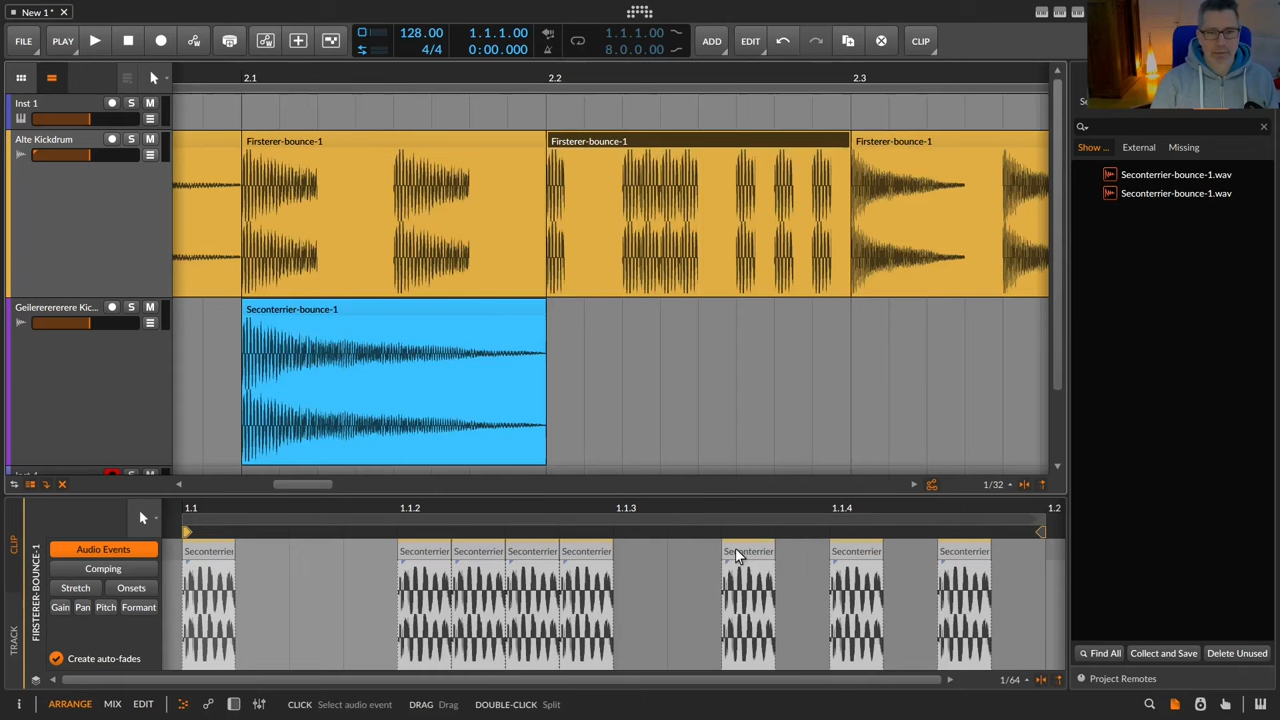 New 1*
FILE PLAY 128.00 4/4 1.1.1.00 0:00.000 1.1.1.00 8.0.0.00 ADD EDIT CLIP
2.1 2.2 2.3
Inst 1 S M
Alte Kickdrum S M
Firsterer-bounce-1 Firsterer-bounce-1 Firsterer-bounce-1
Geilerererere Kic... S M
Seconterrier-bounce-1
1/32
Show ... External Missing
Seconterrier-bounce-1.wav
Seconterrier-bounce-1.wav
Find All Collect and Save Delete Unused
Project Remotes
CLIP
TRACK
FIRSTERER-BOUNCE-1
1.1 1.1.2 1.1.3 1.1.4 1.2
Audio Events
Comping
Stretch Onsets
Gain Pan Pitch Formant
Create auto-fades
Seconterrier Seconterrier Seconterrier Seconterrier Seconterrier Seconterrier Seconterrier Seconterrier
1/64
ARRANGE MIX EDIT CLICK Select audio event DRAG Drag DOUBLE-CLICK Split